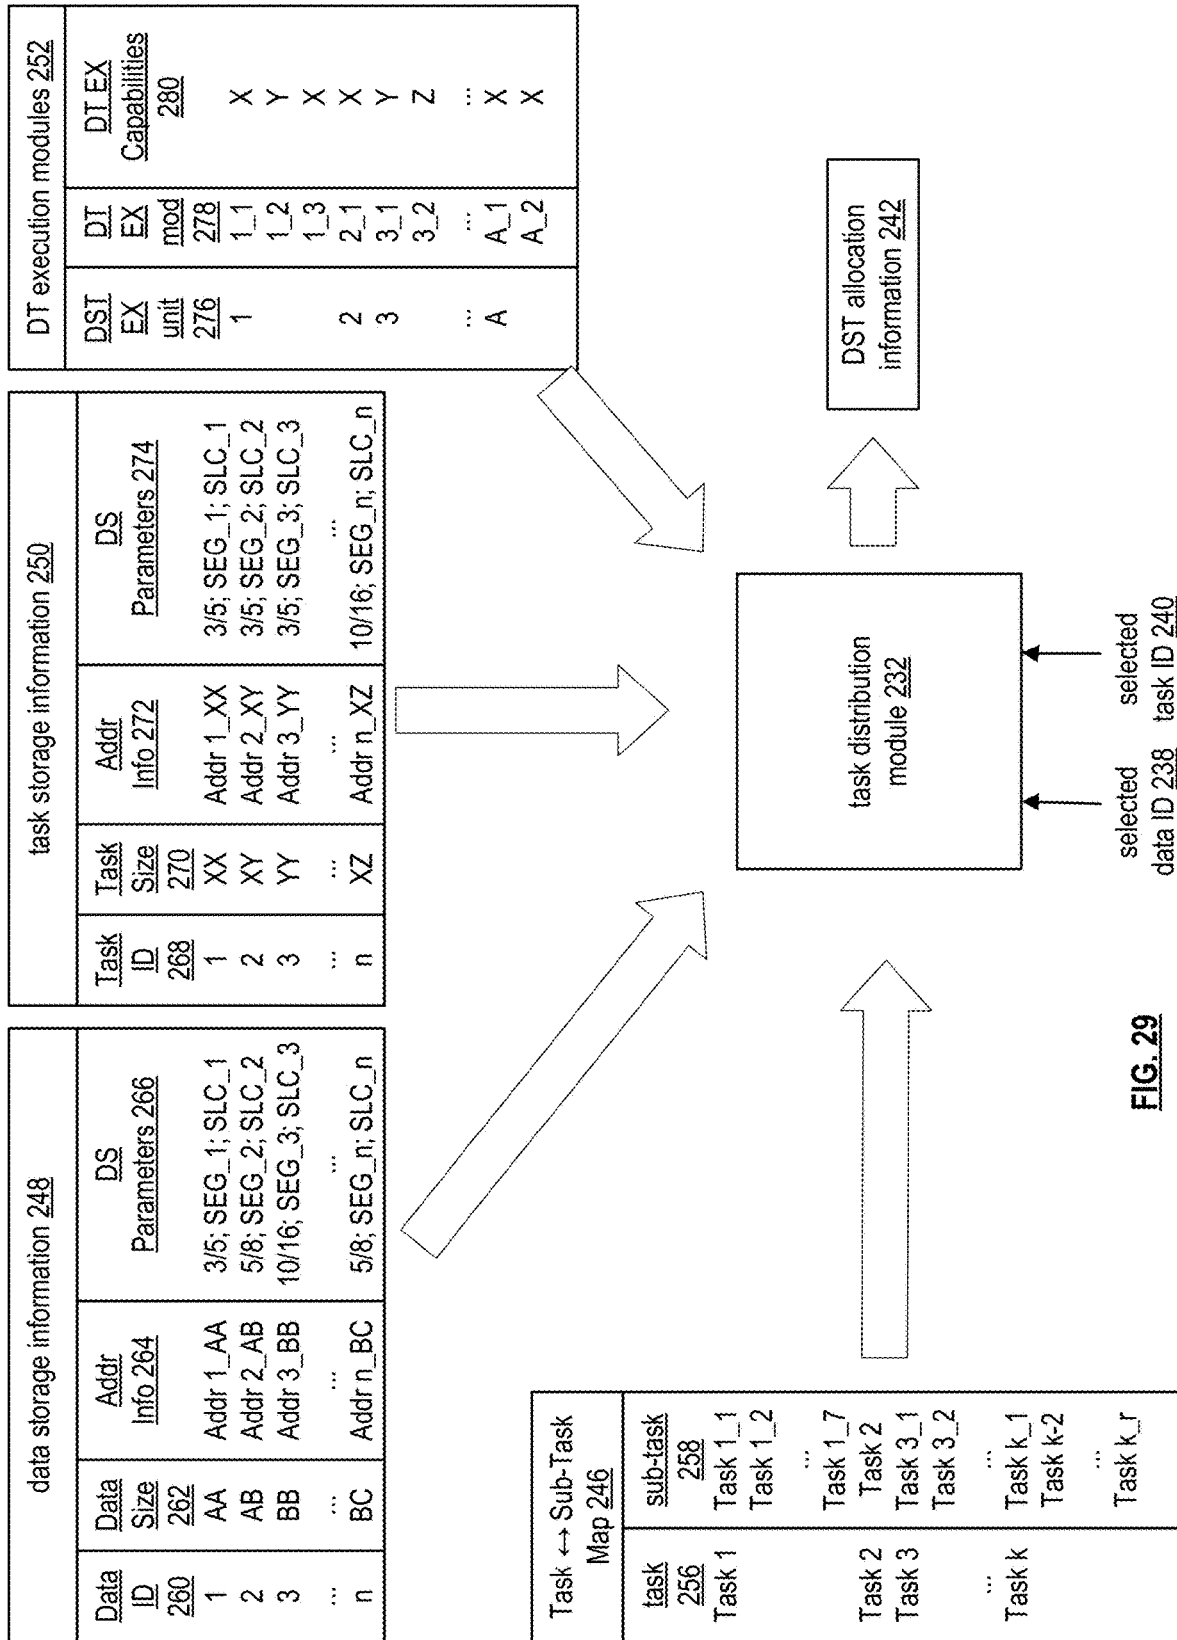 data storage information 248
Data ID 260 | Data Size 262 | Addr Info 264 | DS Parameters 266
1 | AA | Addr 1_AA | 3/5; SEG_1; SLC_1
2 | AB | Addr 2_AB | 5/8; SEG_2; SLC_2
3 | BB | Addr 3_BB | 10/16; SEG_3; SLC_3
... | ... | ... | ...
n | BC | Addr n_BC | 5/8; SEG_n; SLC_n
task storage information 250
Task ID 268 | Task Size 270 | Addr Info 272 | DS Parameters 274
1 | XX | Addr 1_XX | 3/5; SEG_1; SLC_1
2 | XY | Addr 2_XY | 3/5; SEG_2; SLC_2
3 | YY | Addr 3_YY | 3/5; SEG_3; SLC_3
... | ... | ... | ...
n | XZ | Addr n_XZ | 10/16; SEG_n; SLC_n
DT execution modules 252
DST EX unit 276 | DT EX mod 278 | DT EX Capabilities 280
1 | 1_1 | X
1_2 | Y
1_3 | X
2 | 2_1 | X
3 | 3_1 | Y
3_2 | Z
... | ... | ...
A | A_1 | X
A_2 | X
Task ↔ Sub-Task
Map 246
task 256 | sub-task 258
Task 1 | Task 1_1
Task 1_2
...
Task 1_7
Task 2 | Task 2
Task 3 | Task 3_1
Task 3_2
... | ...
Task k | Task k_1
Task k-2
...
Task k_r
task distribution
module 232
DST allocation
information 242
selected
data ID 238
selected
task ID 240
FIG. 29